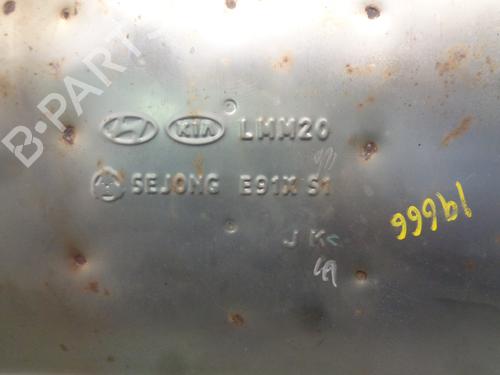 B-PARTS
KIA LMM20
SEJONG E91X S1
J K
19666